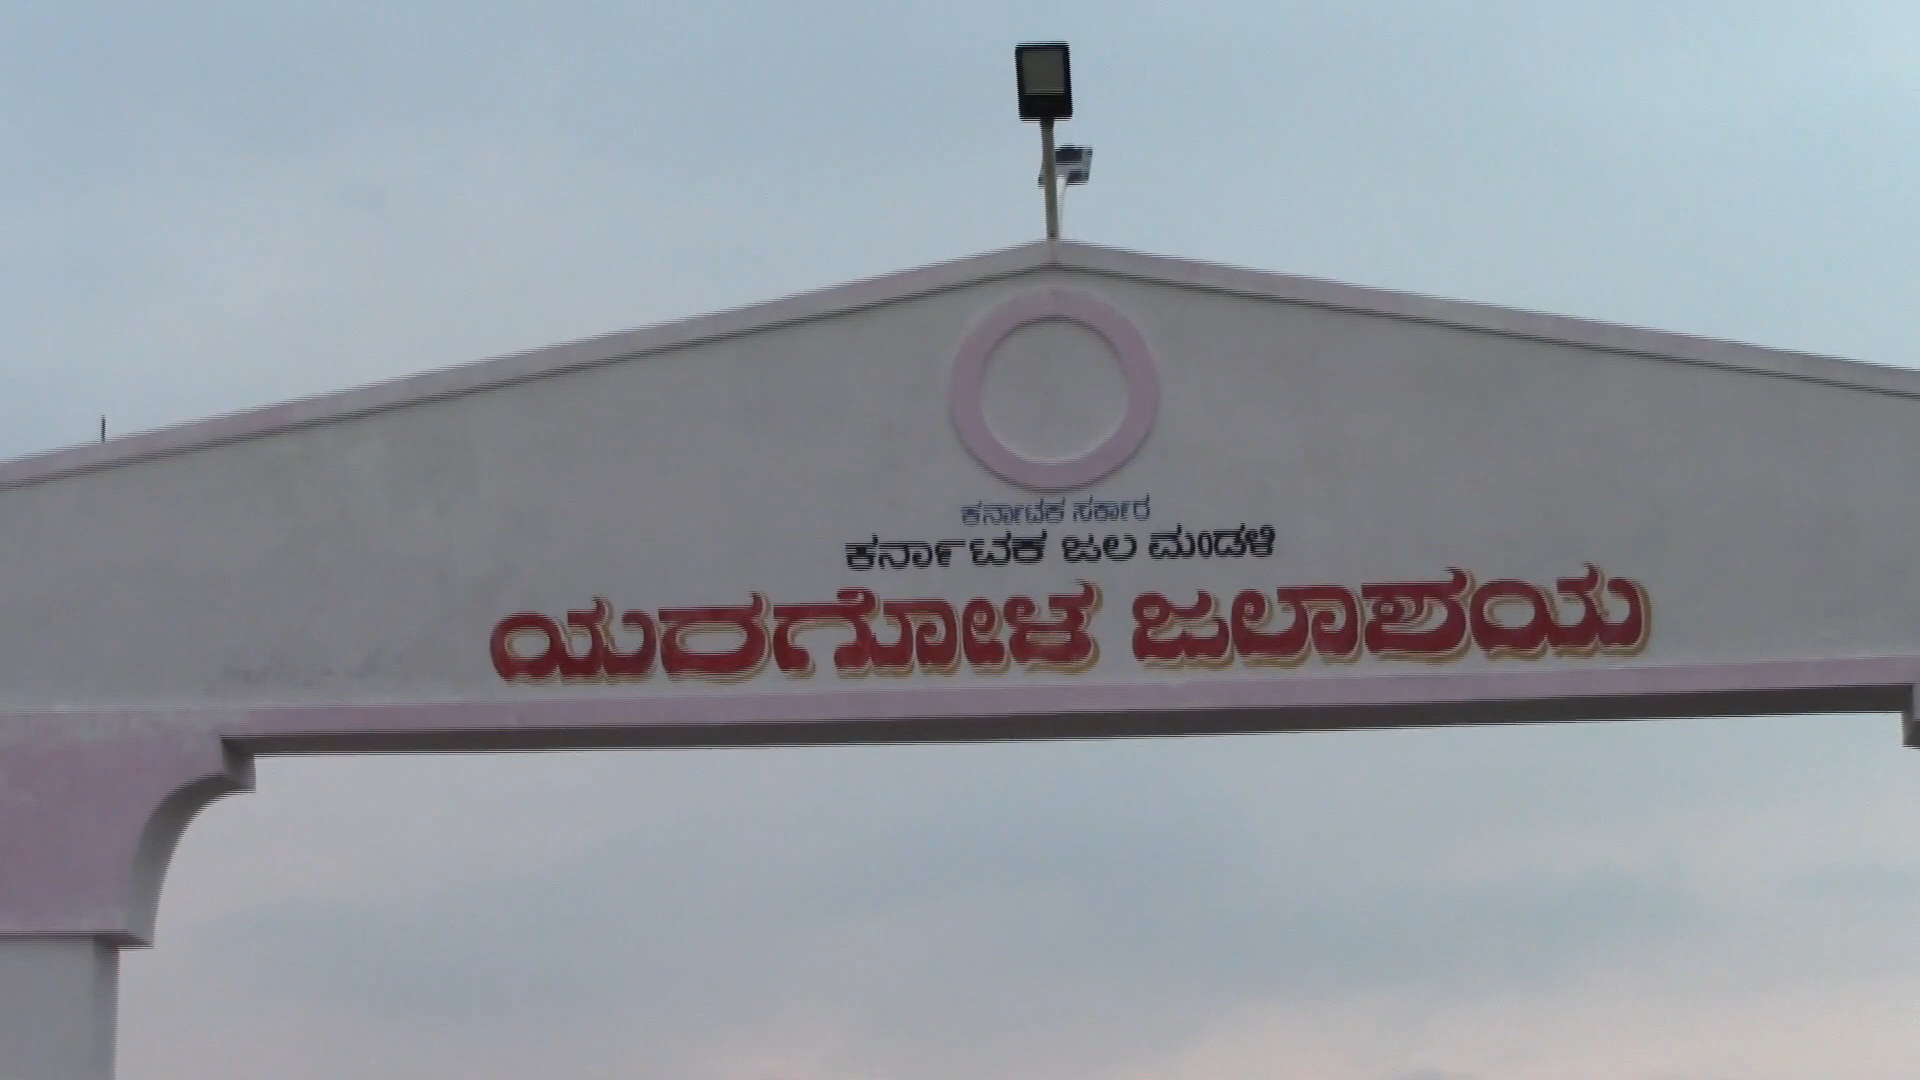 ಕರ್ನಾಟಕ ಸರ್ಕಾರ
ಕರ್ನಾಟಕ ಜಲ ಮಂಡಳಿ
ಯರಗೋಳ ಜಲಾಶಯ